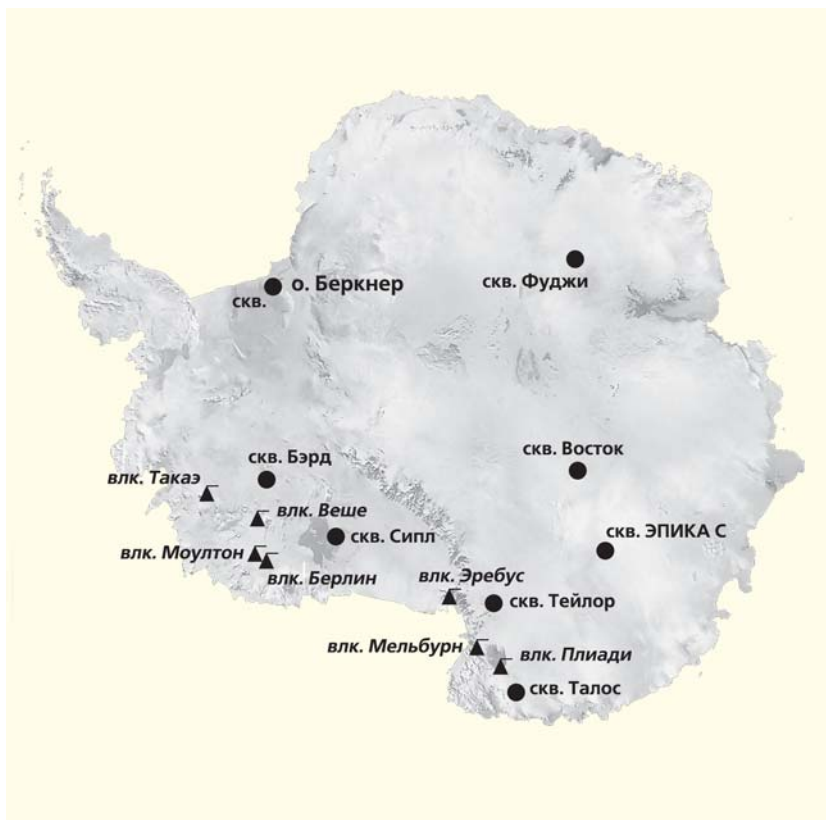 о. Беркнер
скв.
скв. Фуджи
скв. Бэрд
скв. Восток
влк. Такаэ
влк. Веше
скв. ЭПИКА С
скв. Сипл
влк. Моултон
влк. Берлин
влк. Эребус
скв. Тейлор
влк. Мельбурн
влк. Плиади
скв. Талос